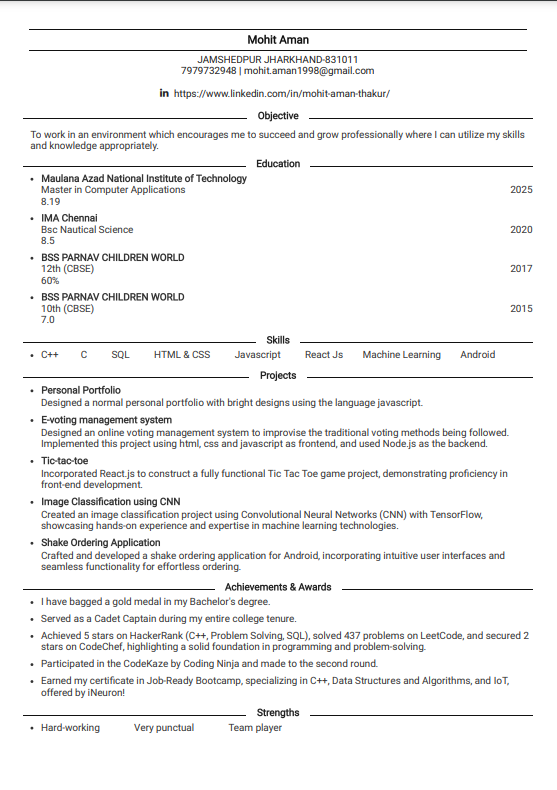 Mohit Aman
JAMSHEDPUR JHARKHAND-831011
7979732948 | mohit.aman1998@gmail.com
in https://www.linkedin.com/in/mohit-aman-thakur/
Objective
To work in an environment which encourages me to succeed and grow professionally where I can utilize my skills
and knowledge appropriately.
Education
• Maulana Azad National Institute of Technology
Master in Computer Applications 2025
8.19
• IMA Chennai
Bsc Nautical Science 2020
8.5
• BSS PARNAV CHILDREN WORLD
12th (CBSE) 2017
60%
• BSS PARNAV CHILDREN WORLD
10th (CBSE) 2015
7.0
Skills
• C++ C SQL HTML & CSS Javascript React Js Machine Learning Android
Projects
• Personal Portfolio
Designed a normal personal portfolio with bright designs using the language javascript.
• E-voting management system
Designed an online voting management system to improvise the traditional voting methods being followed.
Implemented this project using html, css and javascript as frontend, and used Node.js as the backend.
• Tic-tac-toe
Incorporated React.js to construct a fully functional Tic Tac Toe game project, demonstrating proficiency in
front-end development.
• Image Classification using CNN
Created an image classification project using Convolutional Neural Networks (CNN) with TensorFlow,
showcasing hands-on experience and expertise in machine learning technologies.
• Shake Ordering Application
Crafted and developed a shake ordering application for Android, incorporating intuitive user interfaces and
seamless functionality for effortless ordering.
Achievements & Awards
• I have bagged a gold medal in my Bachelor's degree.
• Served as a Cadet Captain during my entire college tenure.
• Achieved 5 stars on HackerRank (C++, Problem Solving, SQL), solved 437 problems on LeetCode, and secured 2
stars on CodeChef, highlighting a solid foundation in programming and problem-solving.
• Participated in the CodeKaze by Coding Ninja and made to the second round.
• Earned my certificate in Job-Ready Bootcamp, specializing in C++, Data Structures and Algorithms, and IoT,
offered by iNeuron!
Strengths
• Hard-working Very punctual Team player